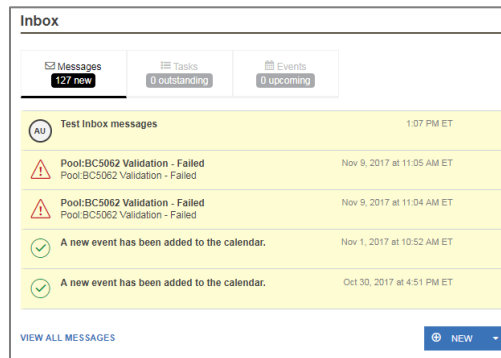 Inbox
Messages
127 new
Tasks
0 outstanding
Events
0 upcoming
AU
Test Inbox messages
1:07 PM ET
Pool:BC5062 Validation - Failed
Nov 9, 2017 at 11:05 AM ET
Pool:BC5062 Validation - Failed
Pool:BC5062 Validation - Failed
Nov 9, 2017 at 11:04 AM ET
Pool:BC5062 Validation - Failed
A new event has been added to the calendar.
Nov 1, 2017 at 10:52 AM ET
A new event has been added to the calendar.
Oct 30, 2017 at 4:51 PM ET
VIEW ALL MESSAGES
NEW